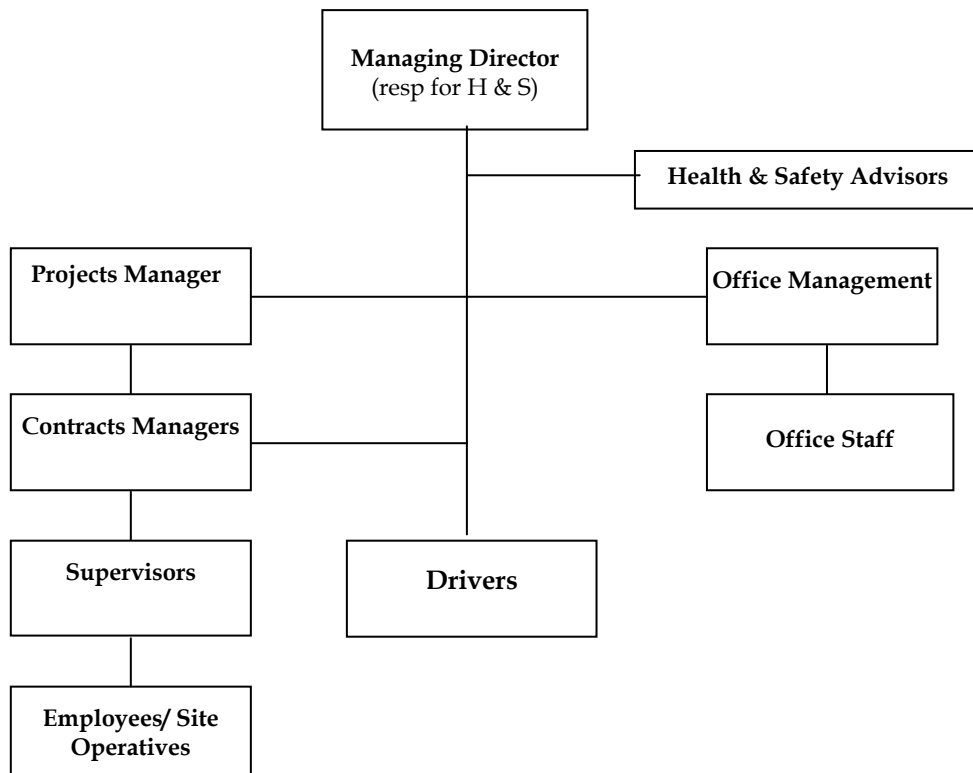 Managing Director
(resp for H & S)
Health & Safety Advisors
Projects Manager
Office Management
Contracts Managers
Office Staff
Supervisors
Drivers
Employees/ Site
Operatives